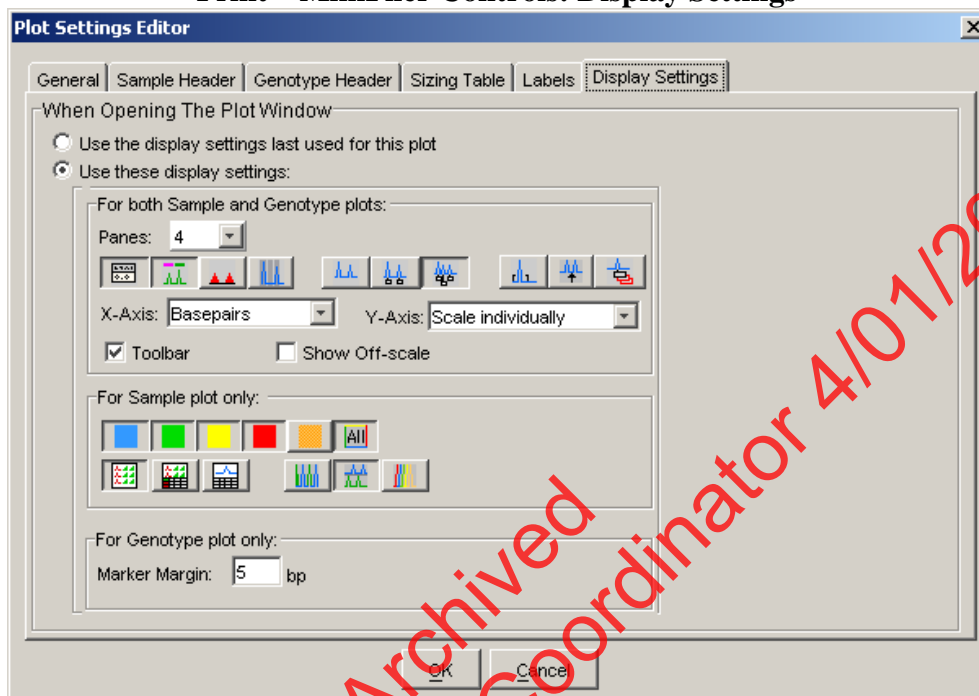 Plot Settings Editor
General Sample Header Genotype Header Sizing Table Labels Display Settings
When Opening The Plot Window
Use the display settings last used for this plot
Use these display settings:
For both Sample and Genotype plots:
Panes: 4
X-Axis: Basepairs Y-Axis: Scale individually
Toolbar Show Off-scale
For Sample plot only:
All
For Genotype plot only:
Marker Margin: 5 bp
OK Cancel
Archived
Coordinator 4/01/2